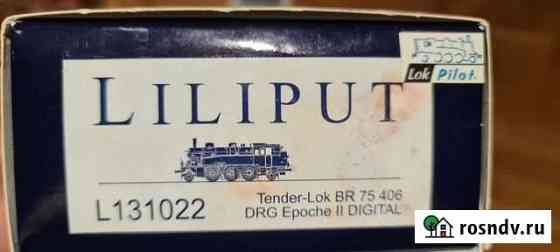 Lok Pilot
LILIPUT
L131022
Tender-Lok BR 75 406
DRG Epoche II DIGITAL
rosndv.ru